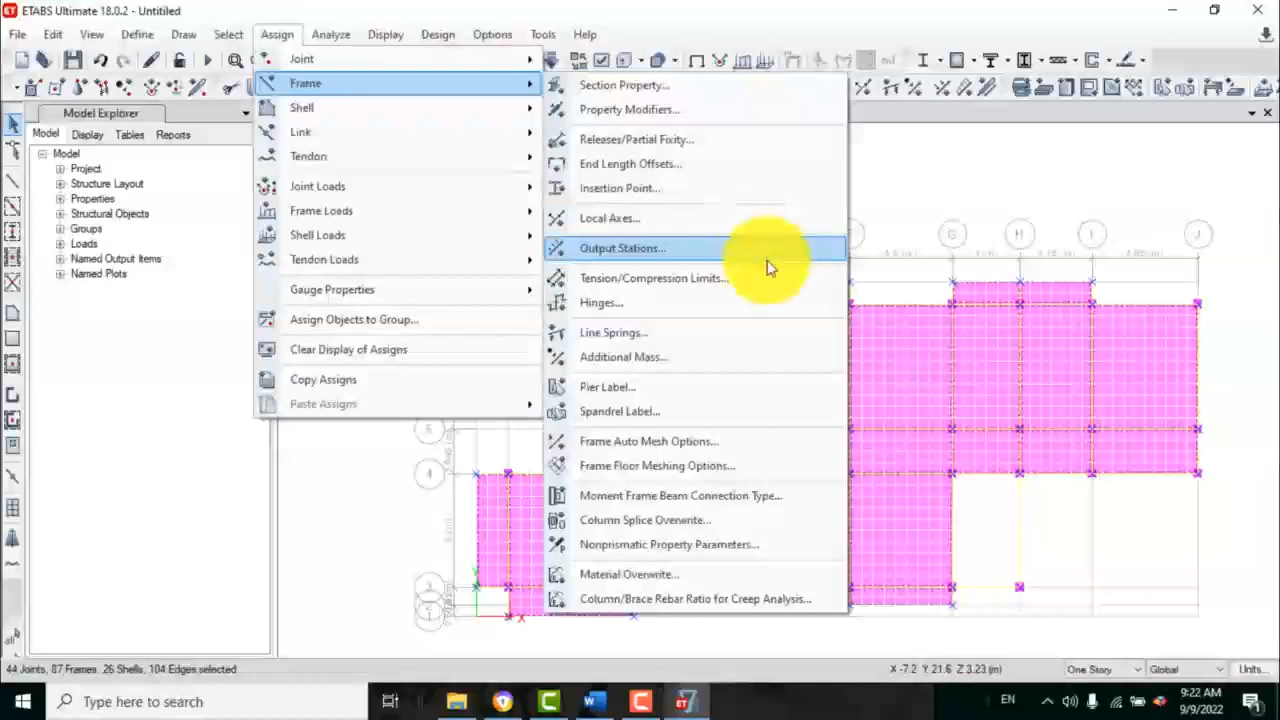 ETABS Ultimate 18.0.2 - Untitled
File Edit View Define Draw Select Assign Analyze Display Design Options Tools Help
Model Explorer
Model Display Tables Reports
Model
Project
Structure Layout
Properties
Structural Objects
Groups
Loads
Named Output Items
Named Plots
Joint
Frame
Shell
Link
Tendon
Joint Loads
Frame Loads
Shell Loads
Tendon Loads
Gauge Properties
Assign Objects to Group...
Clear Display of Assigns
Copy Assigns
Paste Assigns
Section Property...
Property Modifiers...
Releases/Partial Fixity...
End Length Offsets...
Insertion Point...
Local Axes...
Output Stations...
Tension/Compression Limits...
Hinges...
Line Springs...
Additional Mass...
Pier Label...
Spandrel Label...
Frame Auto Mesh Options...
Frame Floor Meshing Options...
Moment Frame Beam Connection Type...
Column Splice Overwrite...
Nonprismatic Property Parameters...
Material Overwrite...
Column/Brace Rebar Ratio for Creep Analysis...
G H I J
5
4
3
X
44 Joints, 87 Frames, 26 Shells, 104 Edges selected
X -7.2 Y 21.6 Z 3.23 (m)
One Story
Global
Units...
Type here to search
EN
9:22 AM
9/9/2022